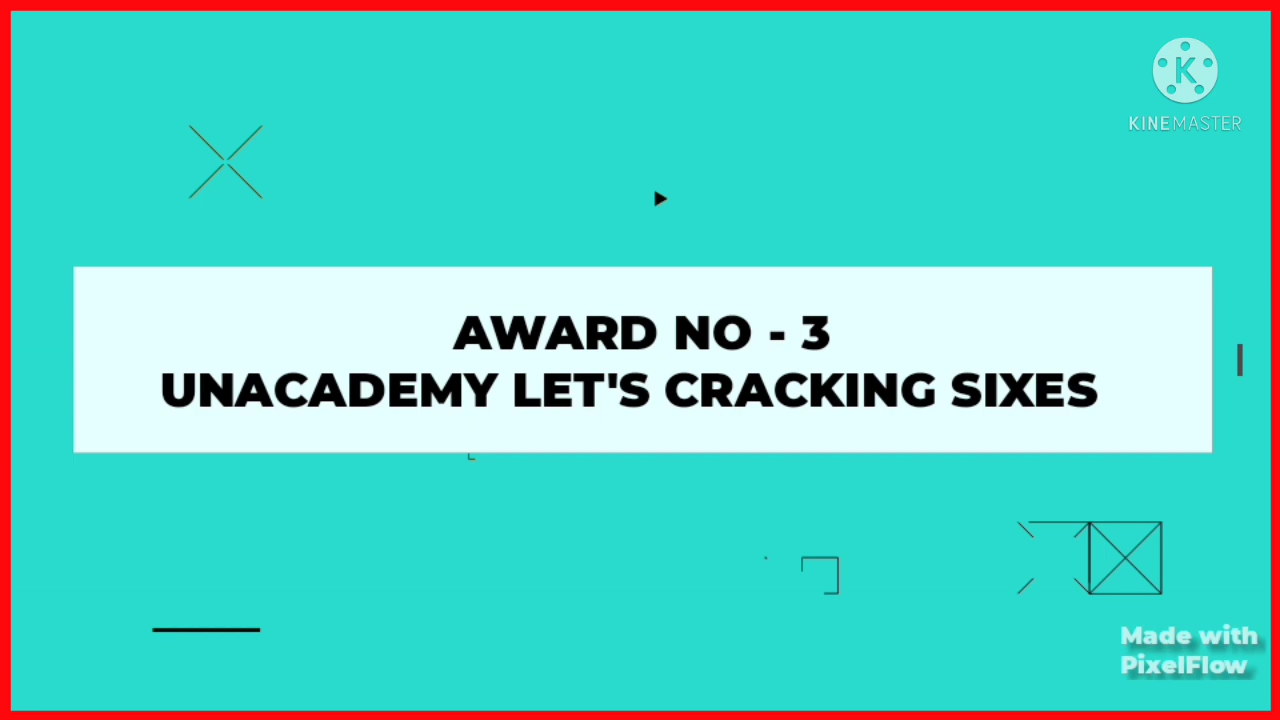 K
KINEMASTER
AWARD NO - 3
UNACADEMY LET'S CRACKING SIXES
Made with
PixelFlow